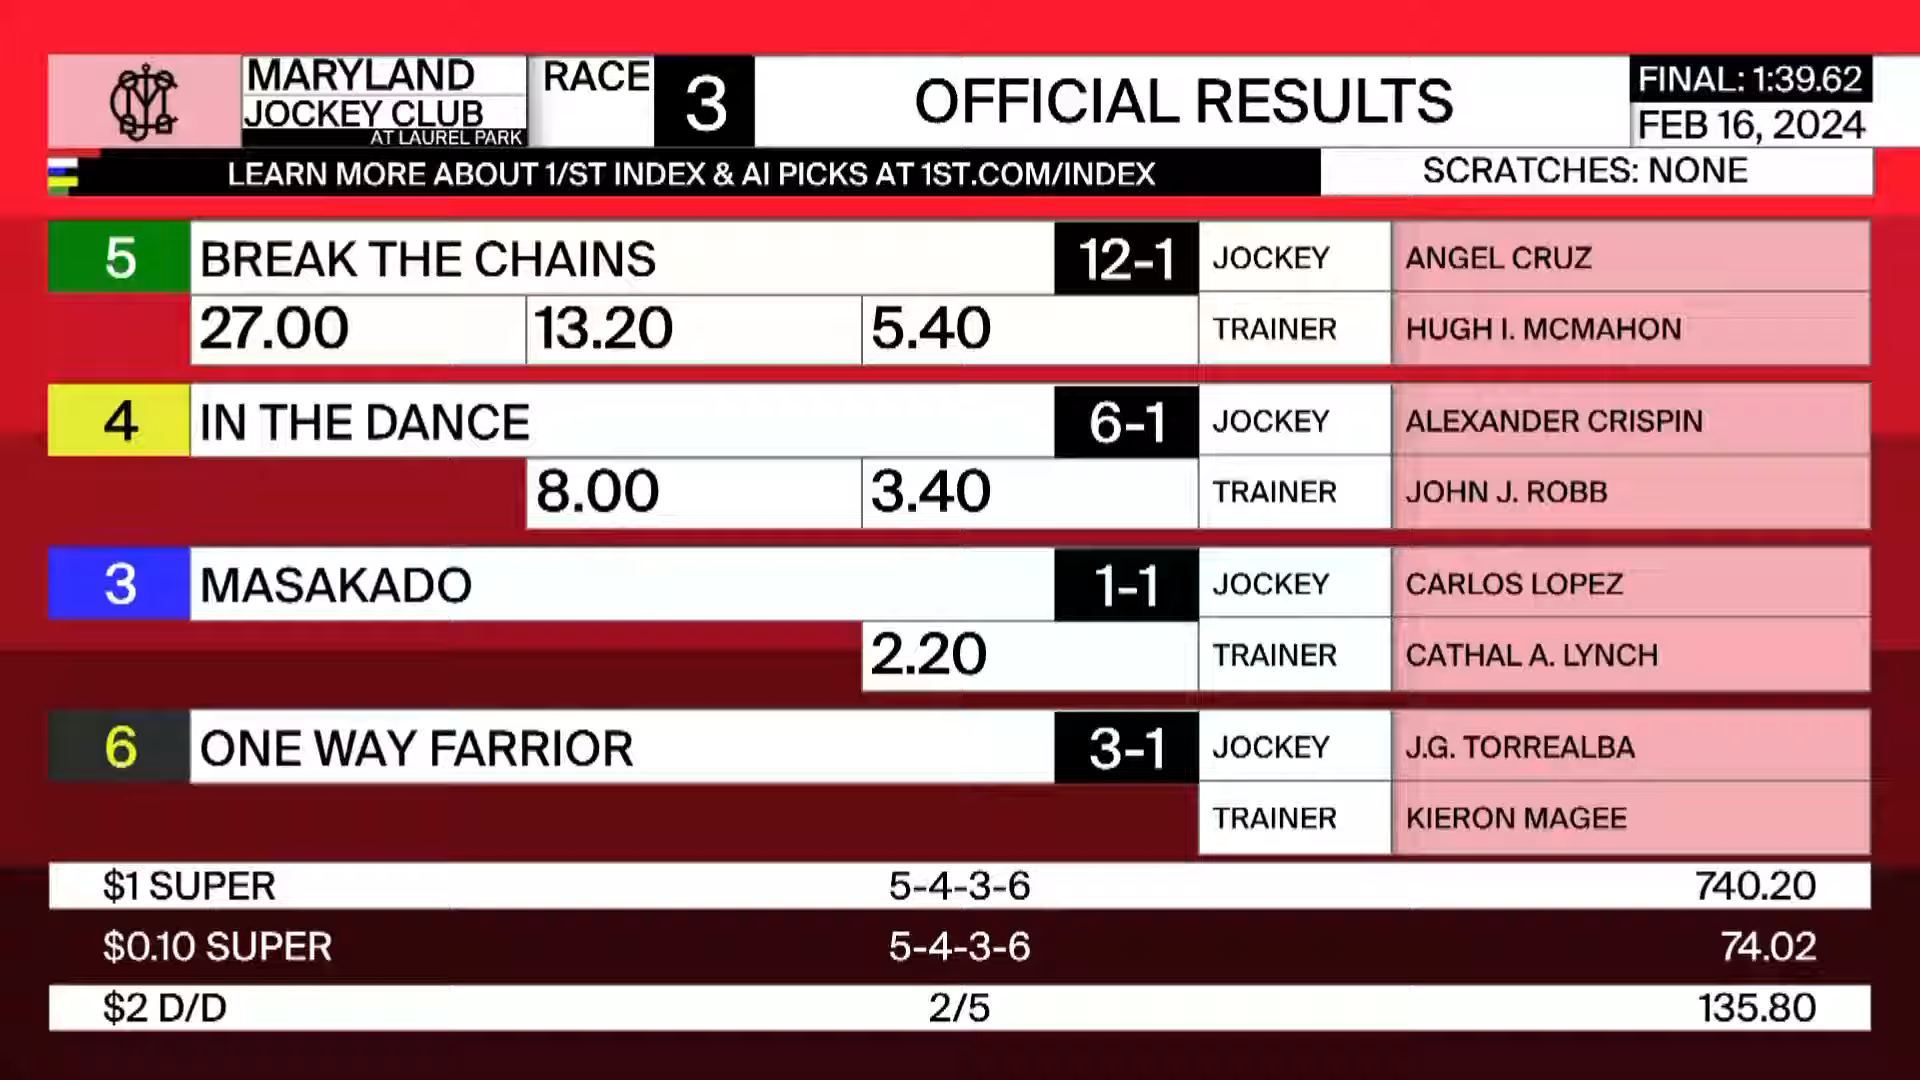 MARYLAND
JOCKEY CLUB
AT LAUREL PARK
RACE 3
OFFICIAL RESULTS
FINAL: 1:39.62
FEB 16, 2024
LEARN MORE ABOUT 1/ST INDEX & AI PICKS AT 1ST.COM/INDEX
SCRATCHES: NONE
5 BREAK THE CHAINS 12-1 JOCKEY ANGEL CRUZ
27.00 13.20 5.40 TRAINER HUGH I. MCMAHON
4 IN THE DANCE 6-1 JOCKEY ALEXANDER CRISPIN
8.00 3.40 TRAINER JOHN J. ROBB
3 MASAKADO 1-1 JOCKEY CARLOS LOPEZ
2.20 TRAINER CATHAL A. LYNCH
6 ONE WAY FARRIOR 3-1 JOCKEY J.G. TORREALBA
TRAINER KIERON MAGEE
$1 SUPER 5-4-3-6 740.20
$0.10 SUPER 5-4-3-6 74.02
$2 D/D 2/5 135.80